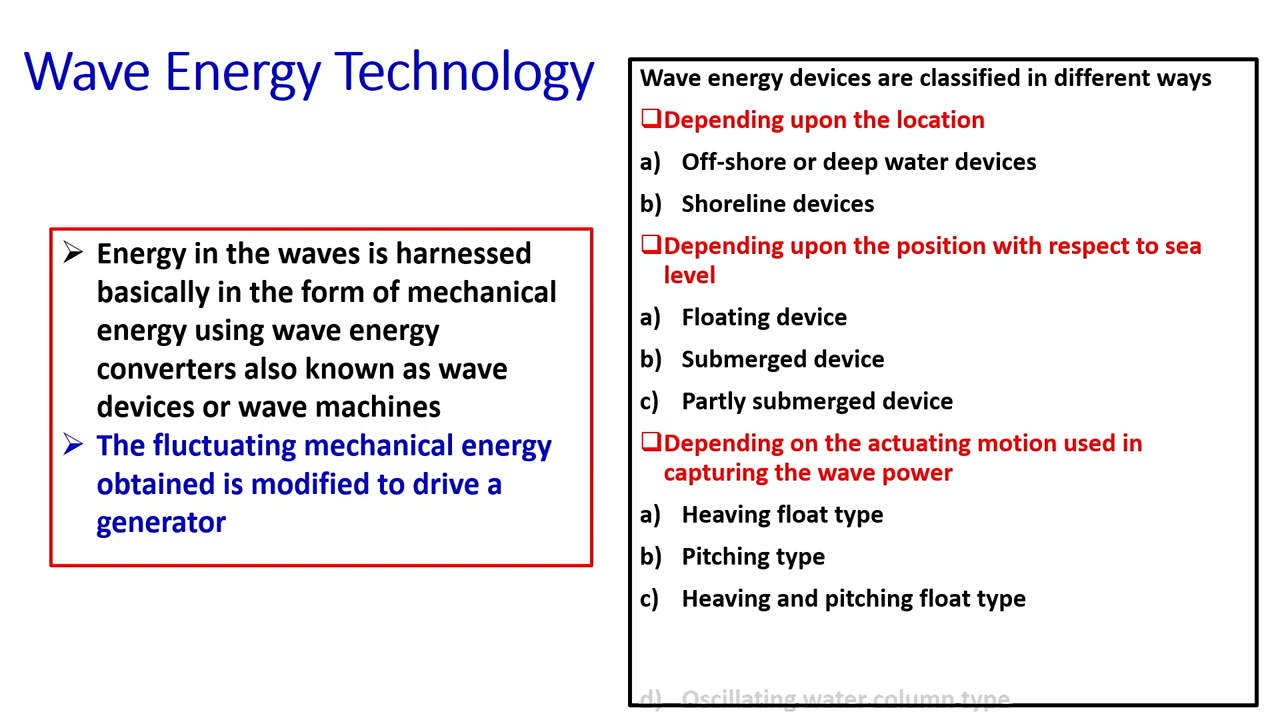 Wave Energy Technology
➢ Energy in the waves is harnessed
basically in the form of mechanical
energy using wave energy
converters also known as wave
devices or wave machines
➢ The fluctuating mechanical energy
obtained is modified to drive a
generator
Wave energy devices are classified in different ways
❑Depending upon the location
a) Off-shore or deep water devices
b) Shoreline devices
❑Depending upon the position with respect to sea
level
a) Floating device
b) Submerged device
c) Partly submerged device
❑Depending on the actuating motion used in
capturing the wave power
a) Heaving float type
b) Pitching type
c) Heaving and pitching float type
d) Oscillating water column type